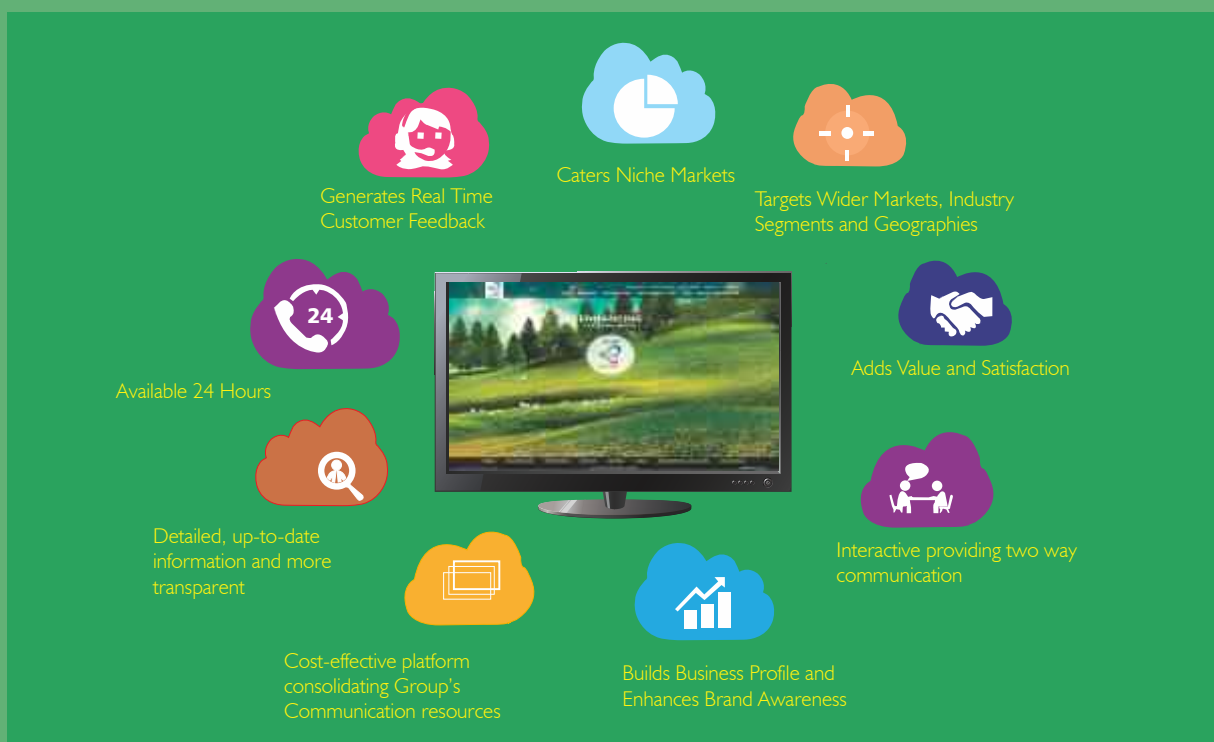 Caters Niche Markets
Generates Real Time
Customer Feedback
Targets Wider Markets, Industry
Segments and Geographies
24
Available 24 Hours
Adds Value and Satisfaction
Detailed, up-to-date
information and more
transparent
Interactive providing two way
communication
Cost-effective platform
consolidating Group's
Communication resources
Builds Business Profile and
Enhances Brand Awareness